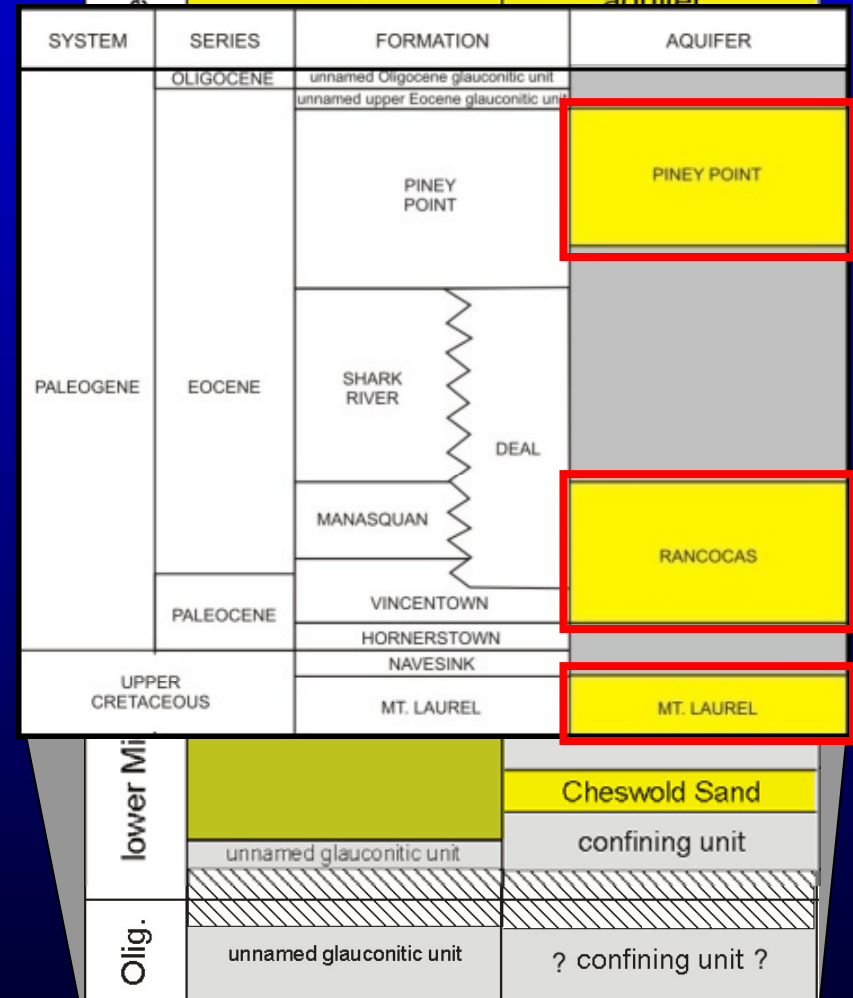 aquifer
SYSTEM
SERIES
FORMATION
AQUIFER
OLIGOCENE
unnamed Oligocene glauconitic unit
unnamed upper Eocene glauconitic unit
PINEY
POINT
PINEY POINT
PALEOGENE
EOCENE
SHARK
RIVER
DEAL
MANASQUAN
RANCOCAS
PALEOCENE
VINCENTOWN
HORNERSTOWN
NAVESINK
UPPER
CRETACEOUS
MT. LAUREL
MT. LAUREL
lower Mi
Cheswold Sand
confining unit
unnamed glauconitic unit
Olig.
unnamed glauconitic unit
? confining unit ?